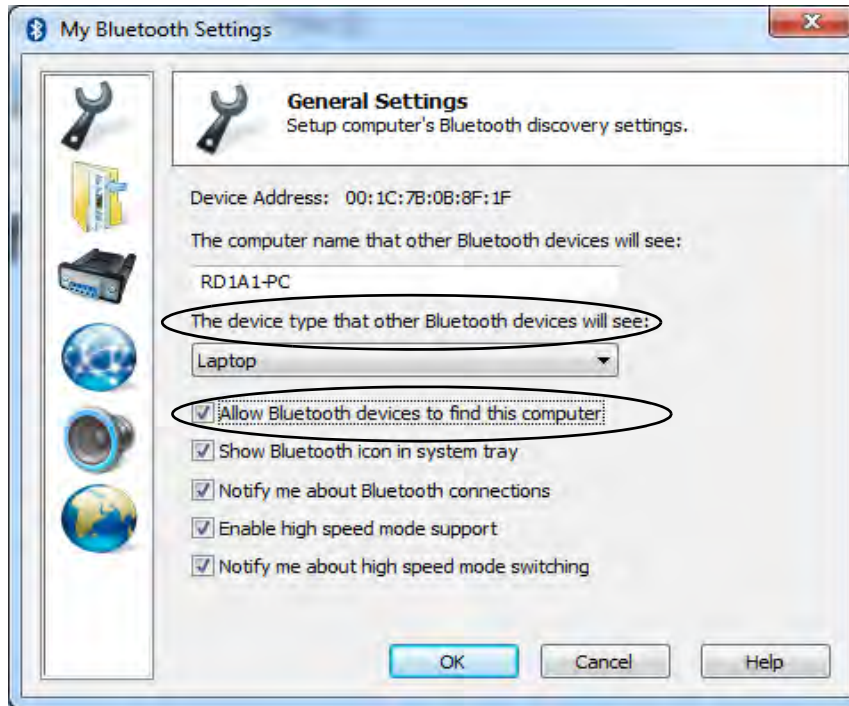 My Bluetooth Settings
General Settings
Setup computer's Bluetooth discovery settings.
Device Address: 00:1C:7B:0B:8F:1F
The computer name that other Bluetooth devices will see:
RD1A1-PC
The device type that other Bluetooth devices will see:
Laptop
Allow Bluetooth devices to find this computer
Show Bluetooth icon in system tray
Notify me about Bluetooth connections
Enable high speed mode support
Notify me about high speed mode switching
OK Cancel Help